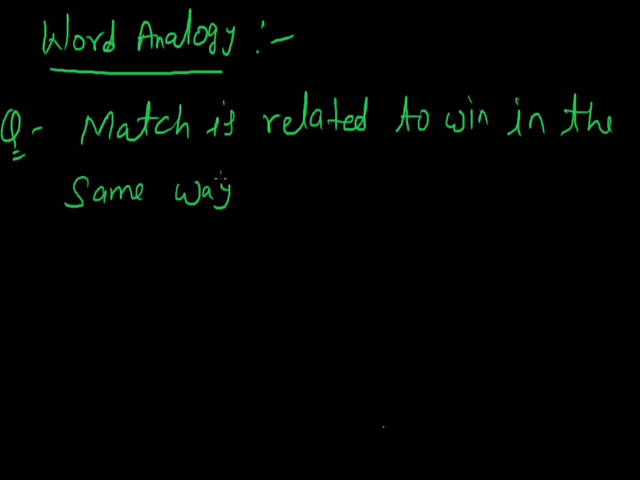 Word Analogy :-
Q- Match is related to win in the
Same way